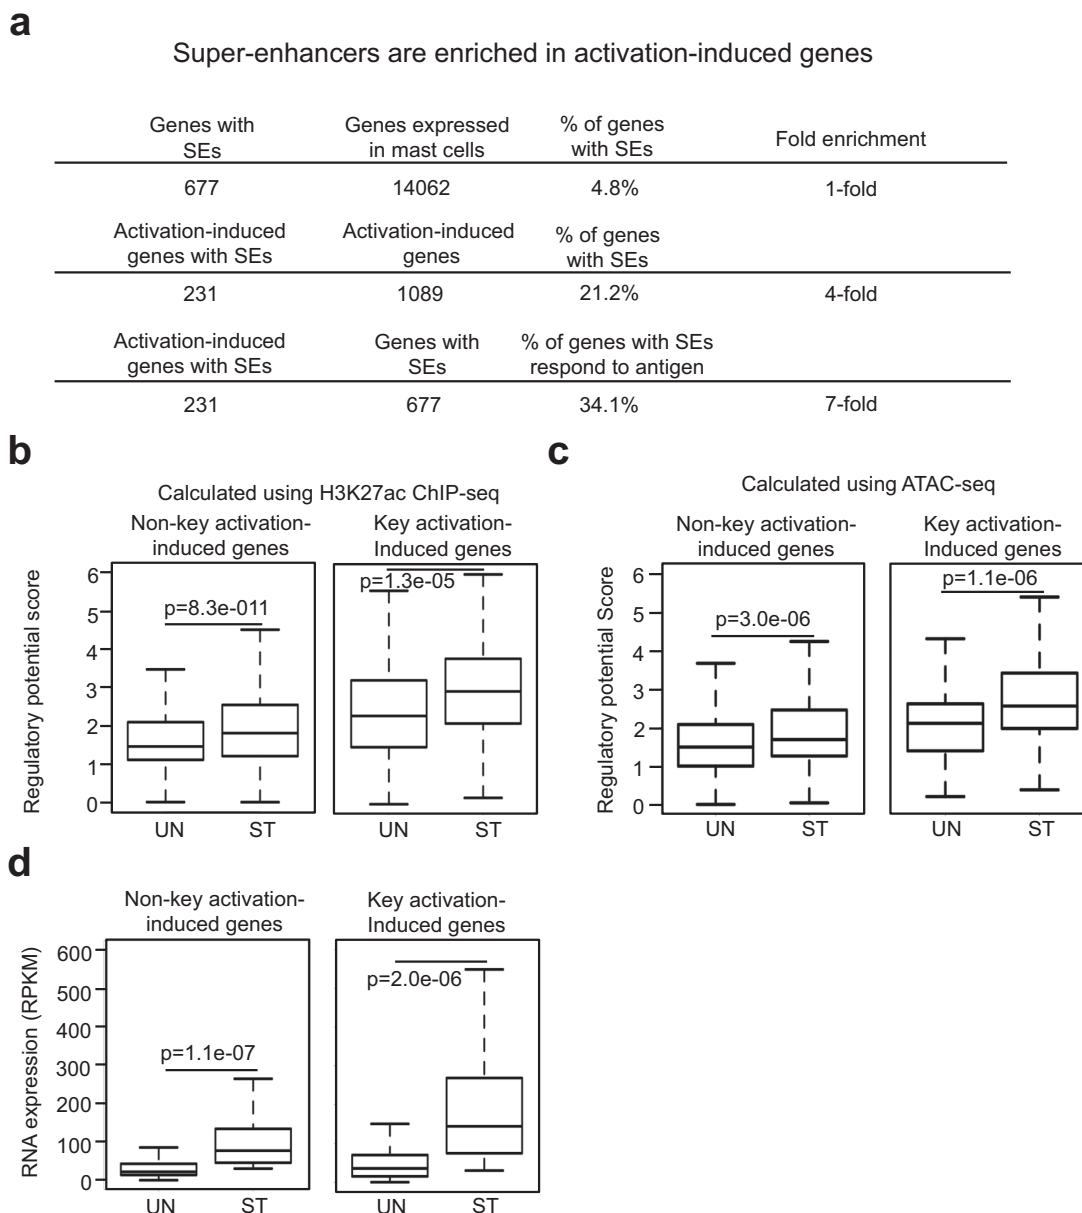 a
Super-enhancers are enriched in activation-induced genes
Genes with SEs
Genes expressed in mast cells
% of genes with SEs
Fold enrichment
677
14062
4.8%
1-fold
Activation-induced genes with SEs
Activation-induced genes
% of genes with SEs
231
1089
21.2%
4-fold
Activation-induced genes with SEs
Genes with SEs
% of genes with SEs respond to antigen
231
677
34.1%
7-fold
b
Calculated using H3K27ac ChIP-seq
Non-key activation-
induced genes
Key activation-
Induced genes
Regulatory potential score
6
5
4
3
2
1
0
p=8.3e-011
p=1.3e-05
UN
ST
UN
ST
c
Calculated using ATAC-seq
Non-key activation-
induced genes
Key activation-
Induced genes
Regulatory potential Score
6
5
4
3
2
1
0
p=3.0e-06
p=1.1e-06
UN
ST
UN
ST
d
Non-key activation-
induced genes
Key activation-
Induced genes
RNA expression (RPKM)
600
500
400
300
200
100
0
p=1.1e-07
p=2.0e-06
UN
ST
UN
ST